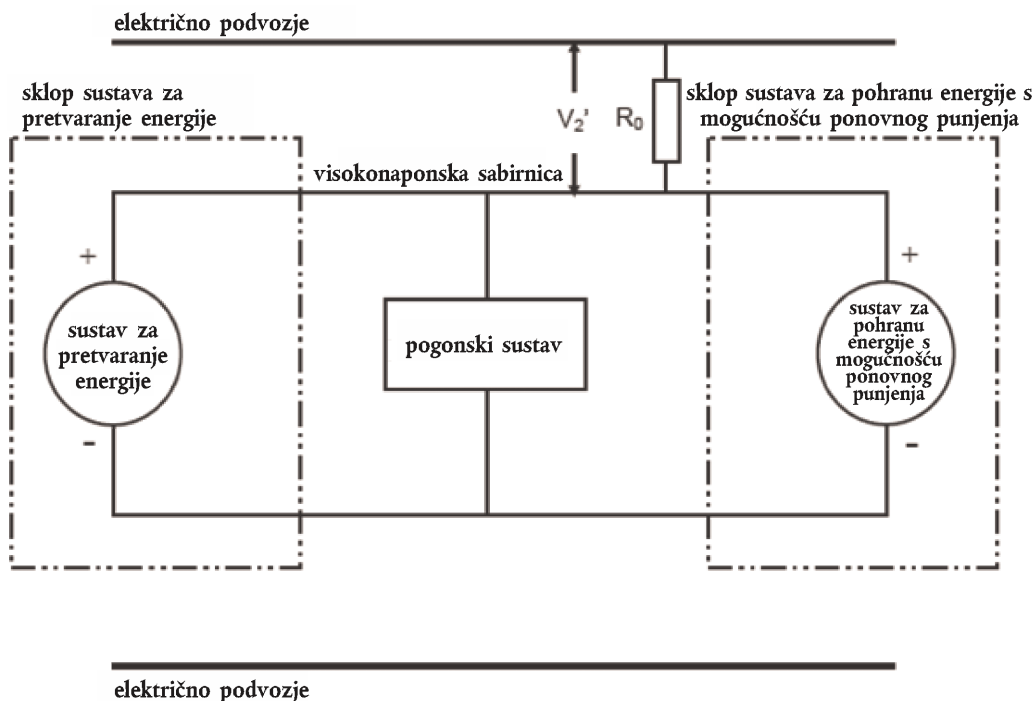 električno podvozje
sklop sustava za
pretvaranje energije
V2'
R0
sklop sustava za pohranu energije s
mogućnošću ponovnog punjenja
visokonaponska sabirnica
+
sustav za
pretvaranje
energije
-
pogonski sustav
+
sustav za
pohranu
energije s
mogućnošću
ponovnog
punjenja
-
električno podvozje